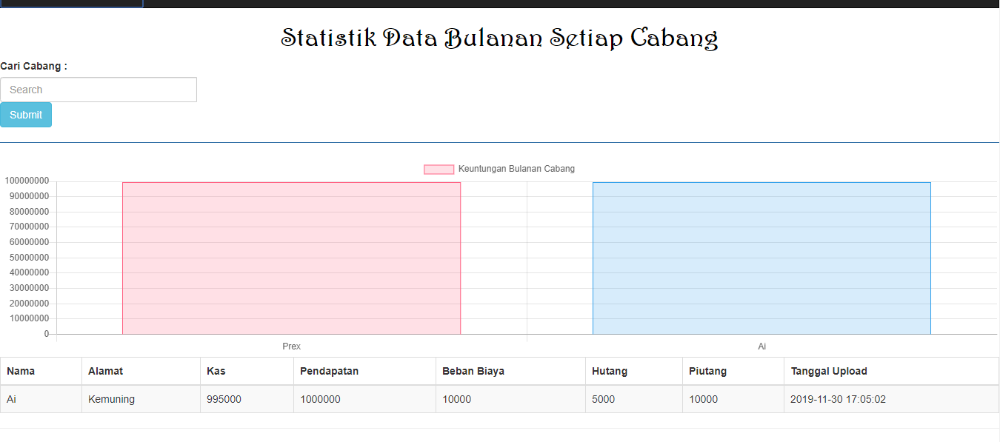 Statistik Data Bulanan Setiap Cabang
Cari Cabang :
Search
Submit
Keuntungan Bulanan Cabang
100000000
90000000
80000000
70000000
60000000
50000000
40000000
30000000
20000000
10000000
0
Prex Ai
Nama Alamat Kas Pendapatan Beban Biaya Hutang Piutang Tanggal Upload
Ai Kemuning 995000 1000000 10000 5000 10000 2019-11-30 17:05:02